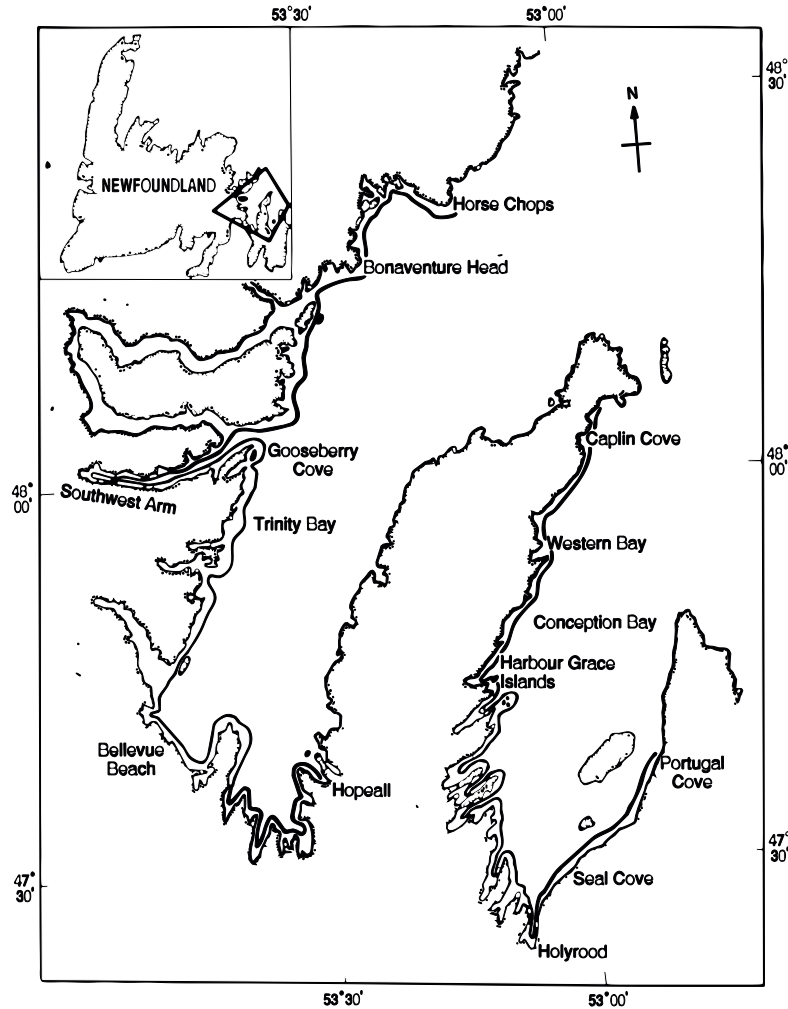 53°30'
53°00'
48°
30'
N
NEWFOUNDLAND
Horse Chops
Bonaventure Head
Caplin Cove
Gooseberry
Cove
48°
00'
48°
00'
Southwest Arm
Trinity Bay
Western Bay
Conception Bay
Harbour Grace
Islands
Bellevue
Beach
Portugal
Cove
Hopeall
47°
30'
Seal Cove
47°
30'
Holyrood
53°30'
53°00'